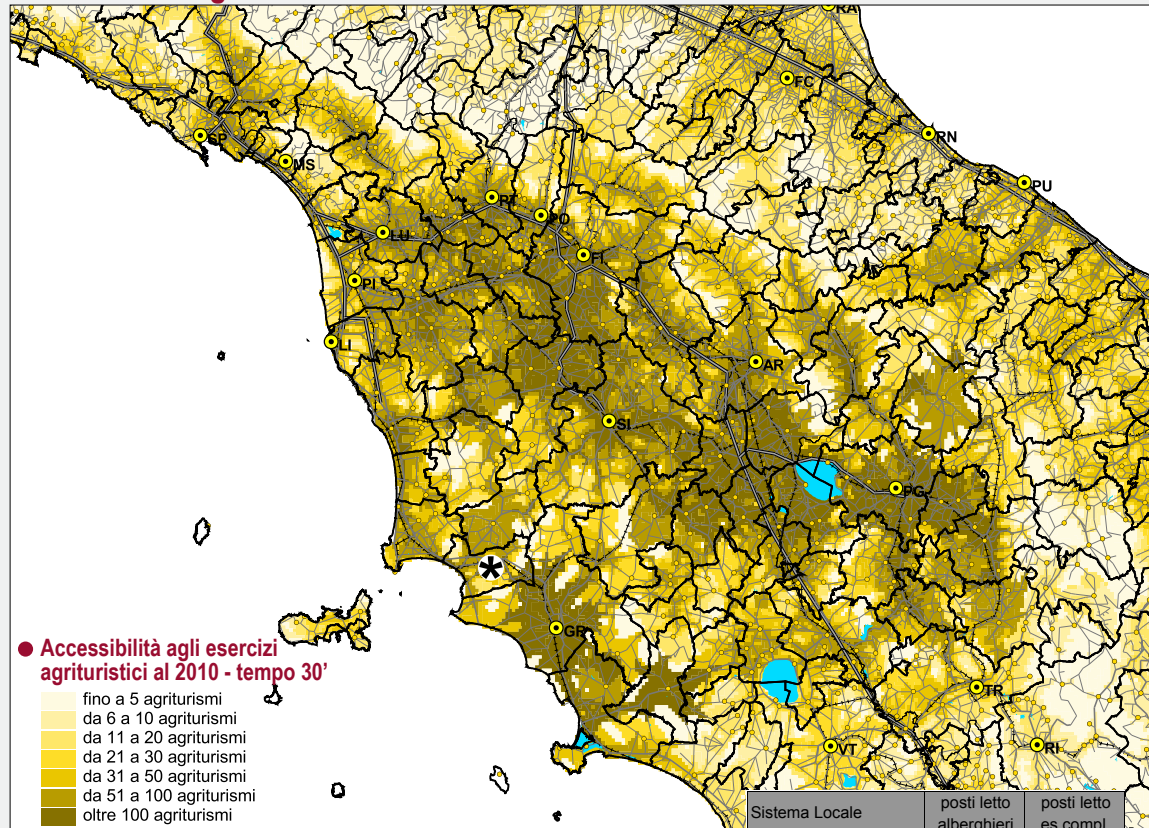 RA
FC
RN
PU
SP
MS
PT
PO
LU
FI
PI
LI
AR
SI
PG
*
GR
TR
VT
RI
● Accessibilità agli esercizi
agrituristici al 2010 - tempo 30’
fino a 5 agriturismi
da 6 a 10 agriturismi
da 11 a 20 agriturismi
da 21 a 30 agriturismi
da 31 a 50 agriturismi
da 51 a 100 agriturismi
oltre 100 agriturismi
Sistema Locale
posti letto
alberghieri
posti letto
es.compl.